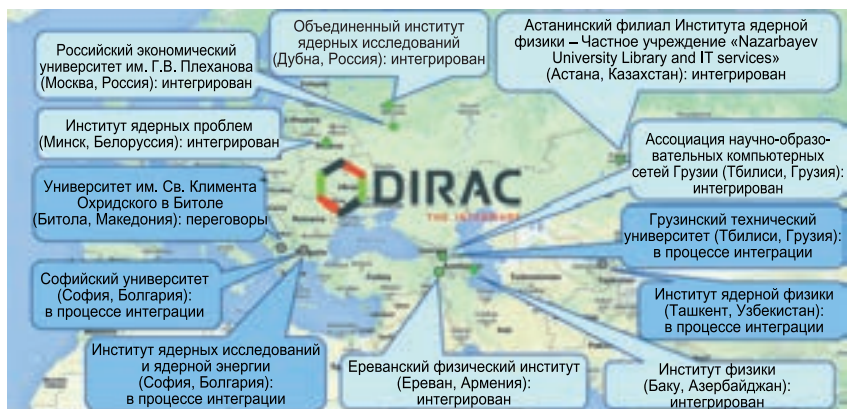 Объединенный институт
ядерных исследований
(Дубна, Россия): интегрирован
Астанинский филиал Института ядерной
физики – Частное учреждение «Nazarbayev
University Library and IT services»
(Астана, Казахстан): интегрирован
Российский экономический
университет им. Г.В. Плеханова
(Москва, Россия): интегрирован
Институт ядерных проблем
(Минск, Белоруссия): интегрирован
Ассоциация научно-образо-
вательных компьютерных
сетей Грузии (Тбилиси, Грузия):
интегрирован
DIRAC
THE INTERWARE
Университет им. Св. Климента
Охридского в Битоле
(Битола, Македония): переговоры
Грузинский технический
университет (Тбилиси, Грузия):
в процессе интеграции
Софийский университет
(София, Болгария):
в процессе интеграции
Институт ядерной физики
(Ташкент, Узбекистан):
в процессе интеграции
Институт ядерных исследований
и ядерной энергии
(София, Болгария):
в процессе интеграции
Ереванский физический институт
(Ереван, Армения):
интегрирован
Институт физики
(Баку, Азербайджан):
интегрирован